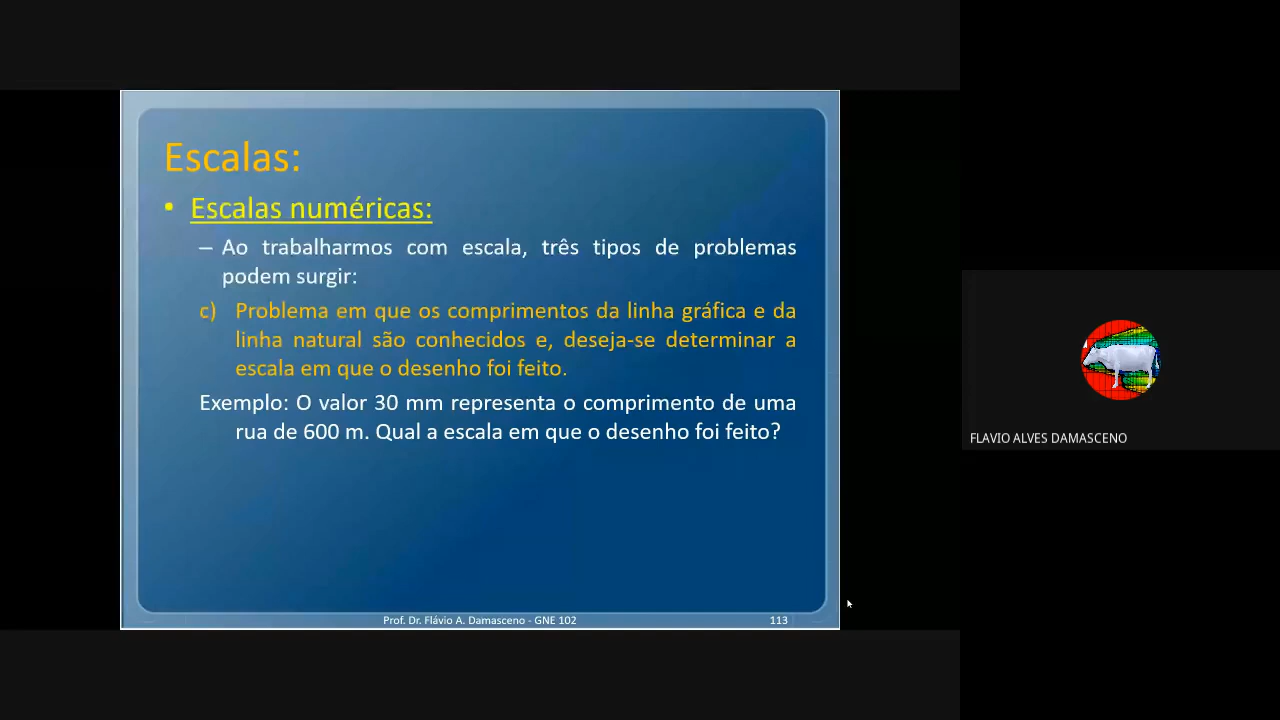 Escalas:
• Escalas numéricas:
– Ao trabalharmos com escala, três tipos de problemas
podem surgir:
c) Problema em que os comprimentos da linha gráfica e da
linha natural são conhecidos e, deseja-se determinar a
escala em que o desenho foi feito.
Exemplo: O valor 30 mm representa o comprimento de uma
rua de 600 m. Qual a escala em que o desenho foi feito?
Prof. Dr. Flávio A. Damasceno - GNE 102
113
FLAVIO ALVES DAMASCENO